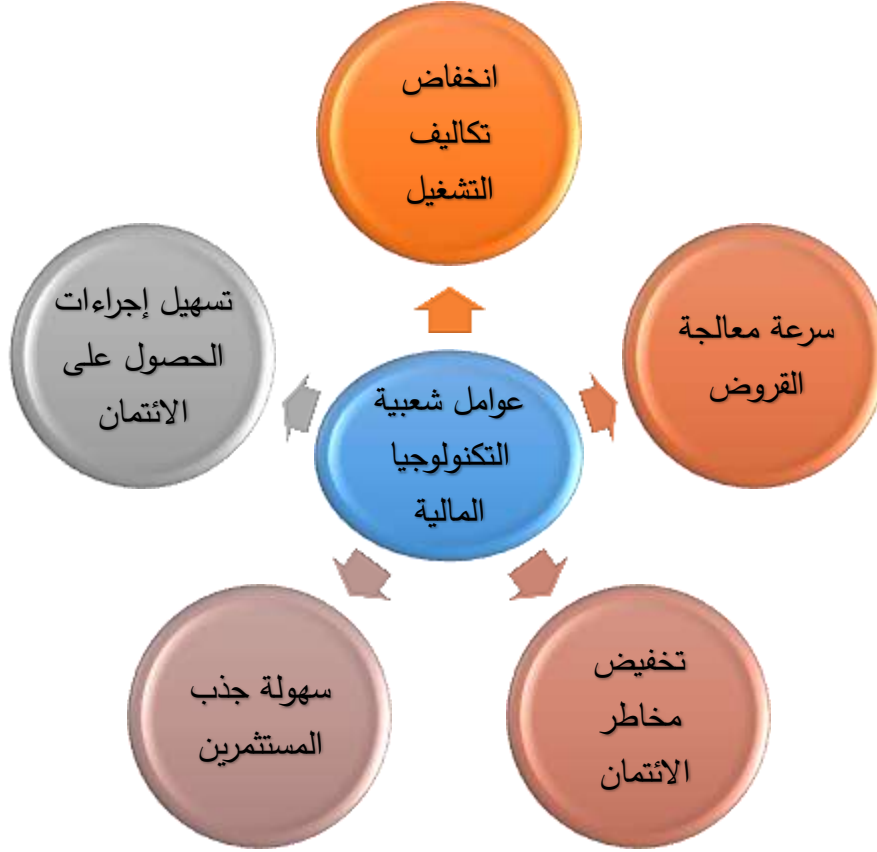 انخفاض
تكاليف
التشغيل
سرعة معالجة
القروض
تخفيض
مخاطر
الائتمان
سهولة جذب
المستثمرين
تسهيل إجراءات
الحصول على
الائتمان
عوامل شعبية
التكنولوجيا
المالية